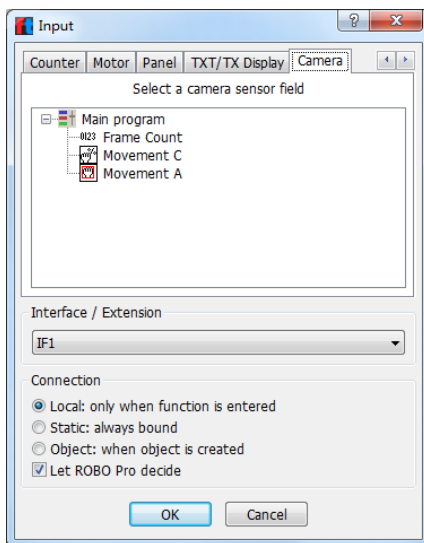 Input
Counter Motor Panel TXT/TX Display Camera
Select a camera sensor field
Main program
0123 Frame Count
Movement C
Movement A
Interface / Extension
IF1
Connection
Local: only when function is entered
Static: always bound
Object: when object is created
Let ROBO Pro decide
OK Cancel